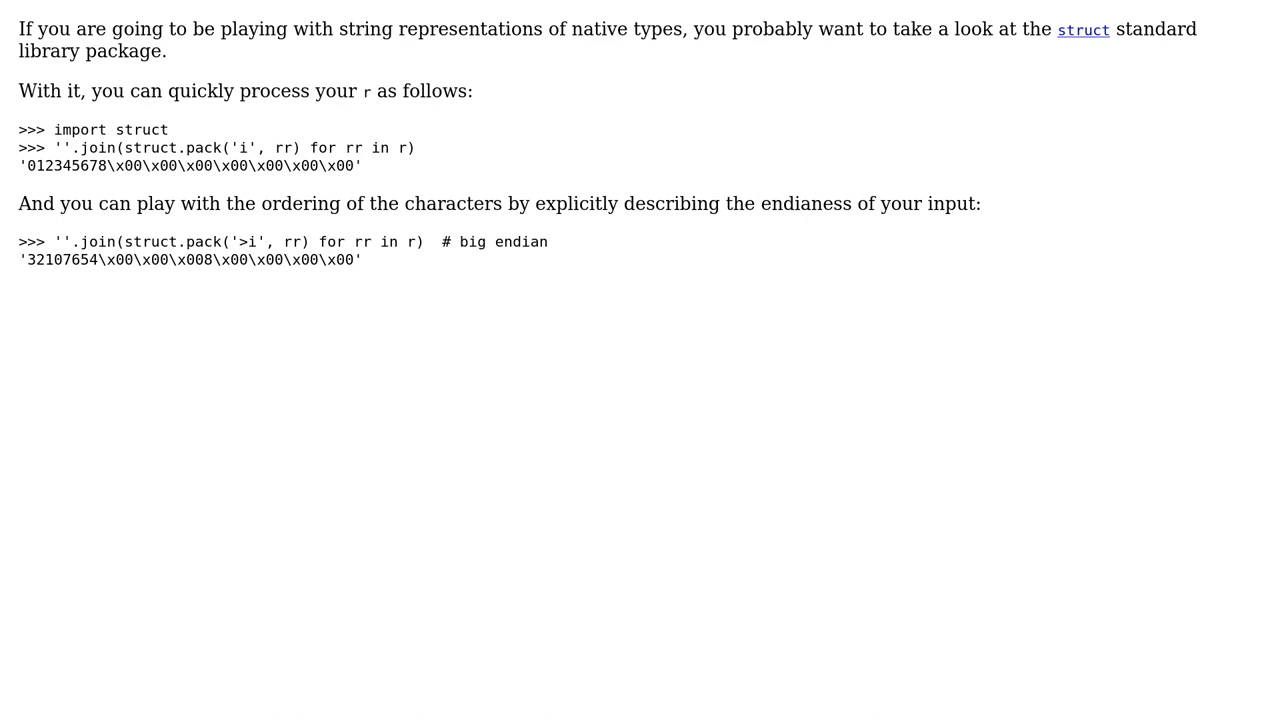 If you are going to be playing with string representations of native types, you probably want to take a look at the struct standard
library package.
With it, you can quickly process your r as follows:
>>> import struct
>>> ''.join(struct.pack('i', rr) for rr in r)
'012345678\x00\x00\x00\x00\x00\x00\x00'
And you can play with the ordering of the characters by explicitly describing the endianess of your input:
>>> ''.join(struct.pack('>i', rr) for rr in r)  # big endian
'32107654\x00\x00\x008\x00\x00\x00\x00'